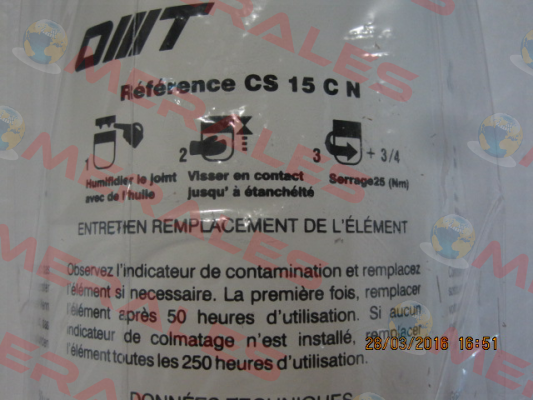 OMT
Référence CS 15 C N
1 2 3 + 3/4
Humidifier le joint avec de l'huile
Visser en contact jusqu' à étanchéité
Serrage25 (Nm)
ENTRETIEN REMPLACEMENT DE L'ÉLÉMENT
Observez l'indicateur de contamination et remplacez
l'élément si necessaire. La première fois, remplacer
l'élément après 50 heures d'utilisation. Si aucun
indicateur de colmatage n'est installé, remplacer
l'élément toutes les 250 heures d'utilisation.
28/03/2016 16:51
DONNÉES TECHNIQUES
MERALES